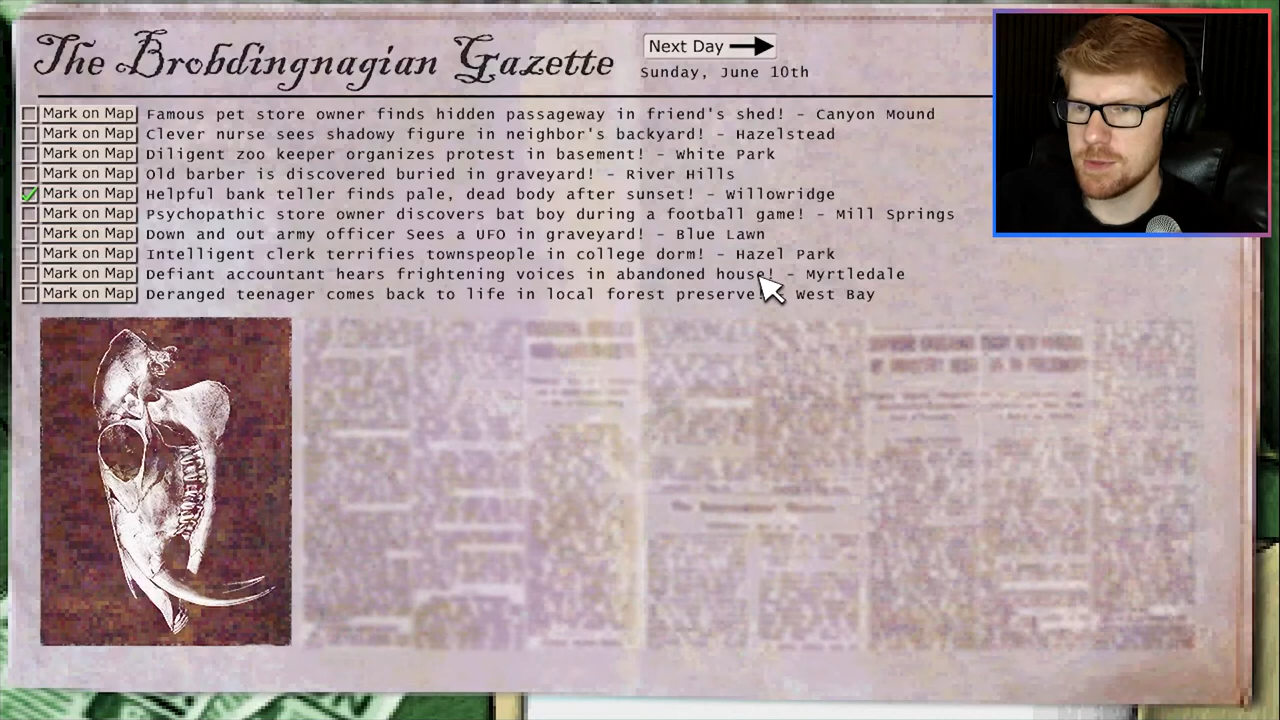 The Brobdingnagian Gazette
Next Day
Sunday, June 10th
Mark on Map Famous pet store owner finds hidden passageway in friend's shed! - Canyon Mound
Mark on Map Clever nurse sees shadowy figure in neighbor's backyard! - Hazelstead
Mark on Map Diligent zoo keeper organizes protest in basement! - White Park
Mark on Map Old barber is discovered buried in graveyard! - River Hills
Mark on Map Helpful bank teller finds pale, dead body after sunset! - Willowridge
Mark on Map Psychopathic store owner discovers bat boy during a football game! - Mill Springs
Mark on Map Down and out army officer sees a UFO in graveyard! - Blue Lawn
Mark on Map Intelligent clerk terrifies townspeople in college dorm! - Hazel Park
Mark on Map Defiant accountant hears frightening voices in abandoned house! - Myrtledale
Mark on Map Deranged teenager comes back to life in local forest preserve! - West Bay